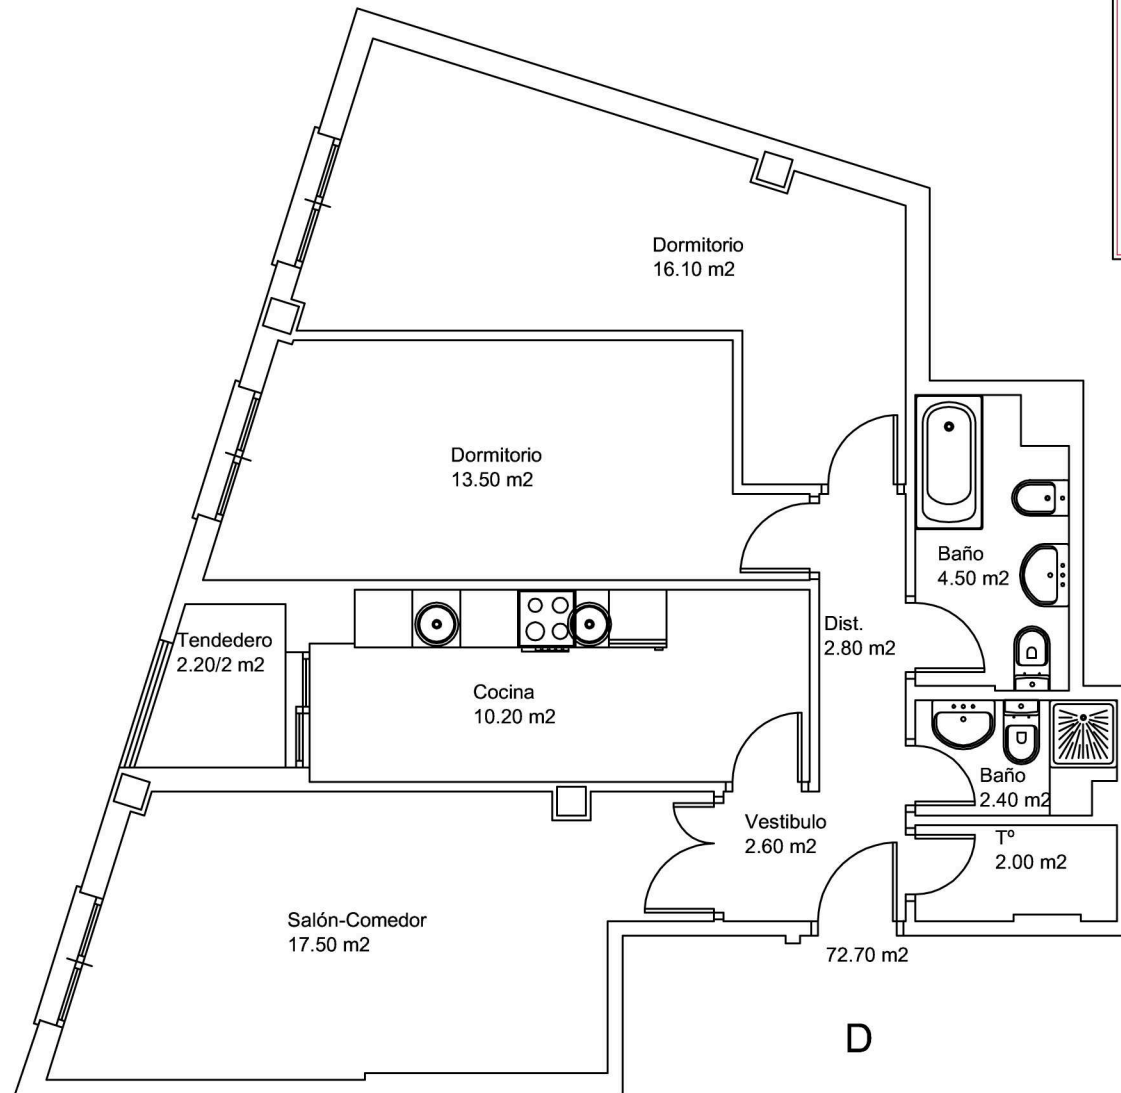 Dormitorio
16.10 m2
Dormitorio
13.50 m2
Baño
4.50 m2
Dist.
2.80 m2
Tendedero
2.20/2 m2
Cocina
10.20 m2
Baño
2.40 m2
Vestibulo
2.60 m2
Tº
2.00 m2
Salón-Comedor
17.50 m2
72.70 m2
D